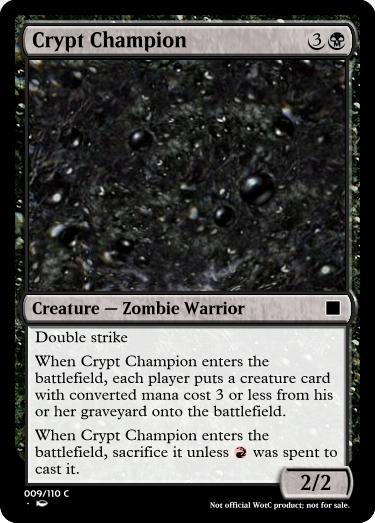 Crypt Champion 3
Creature — Zombie Warrior
Double strike
When Crypt Champion enters the
battlefield, each player puts a creature card
with converted mana cost 3 or less from his
or her graveyard onto the battlefield.
When Crypt Champion enters the
battlefield, sacrifice it unless was spent to
cast it.
2/2
009/110 C
Not official WotC product; not for sale.